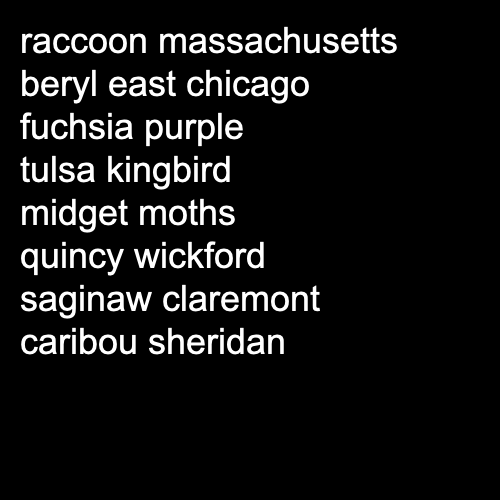 raccoon massachusetts
beryl east chicago
fuchsia purple
tulsa kingbird
midget moths
quincy wickford
saginaw claremont
caribou sheridan